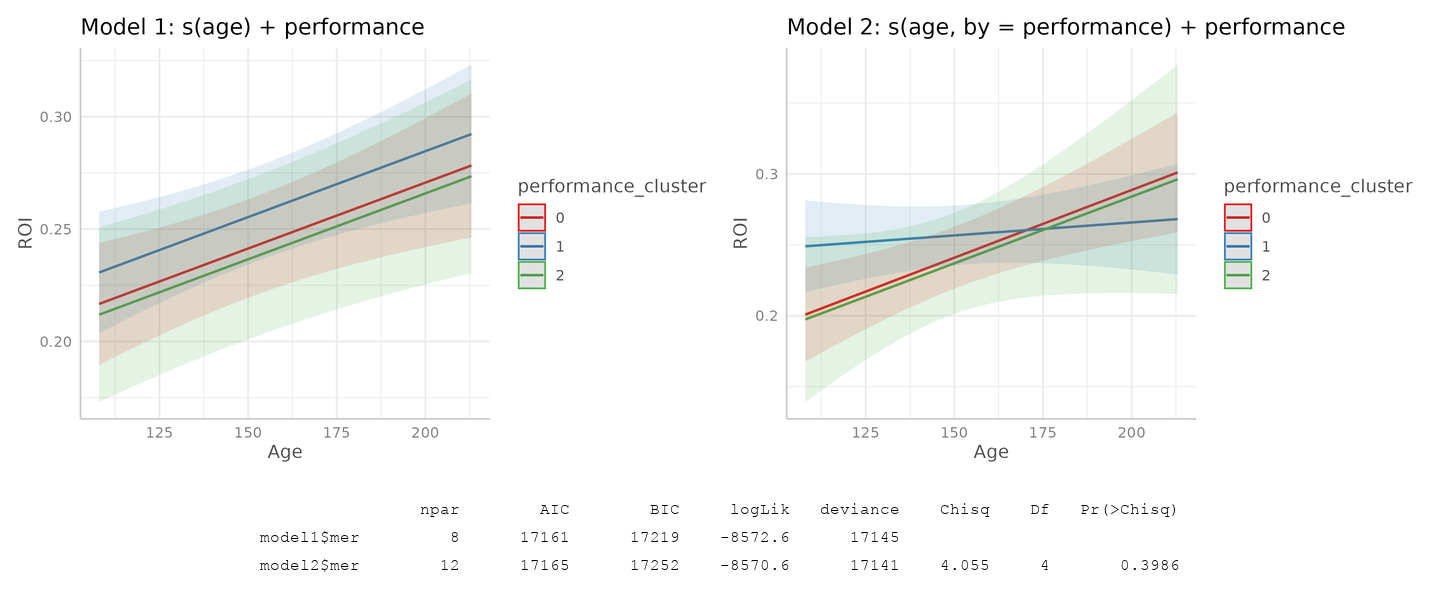 Model 1: s(age) + performance
0.30
0.25
0.20
ROI
125 150 175 200
Age
performance_cluster
0
1
2
Model 2: s(age, by = performance) + performance
0.3
0.2
ROI
125 150 175 200
Age
performance_cluster
0
1
2
npar AIC BIC logLik deviance Chisq Df Pr(>Chisq)
model1$mer 8 17161 17219 -8572.6 17145
model2$mer 12 17165 17252 -8570.6 17141 4.055 4 0.3986